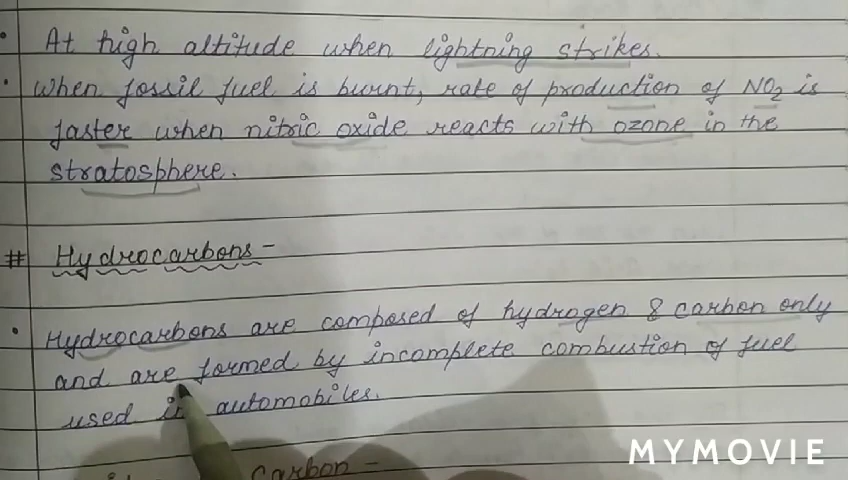 • At high altitude when lightning strikes.
• When fossil fuel is burnt, rate of production of NO2 is
faster when nitric oxide reacts with ozone in the
stratosphere.
# Hydrocarbons -
• Hydrocarbons are composed of hydrogen & carbon only
and are formed by incomplete combustion of fuel
used in automobiles.
carbon -
MYMOVIE